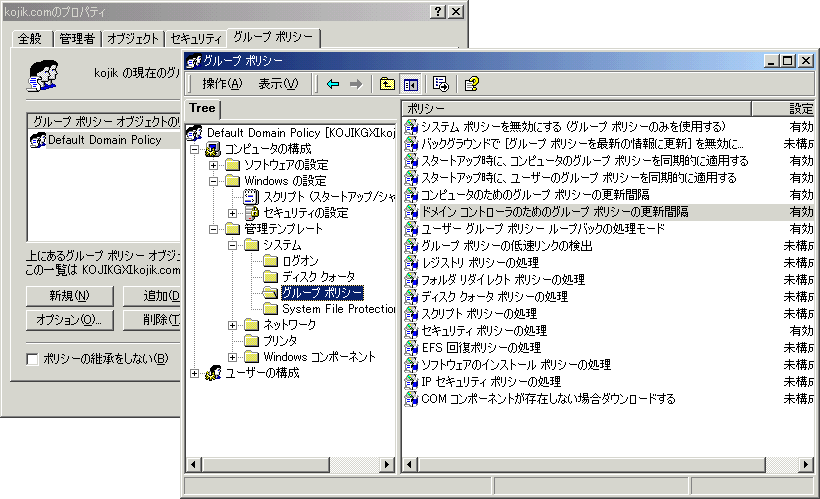 kojik.comのプロパティ
全般
管理者
オブジェクト
セキュリティ
グループ ポリシー
kojik の現在のグル
グループ ポリシー オブジェクトの
Default Domain Policy
上にあるグループ ポリシー オブジェ
この一覧は KOJIKGXIkojik.com
新規(N)
追加(D
オプション(O)...
削除(T
ポリシーの継承をしない(B)
グループ ポリシー
操作(A)
表示(V)
Tree
Default Domain Policy [KOJIKGXIkoj
コンピュータの構成
ソフトウェアの設定
Windows の設定
スクリプト (スタートアップ/シャ
セキュリティの設定
管理テンプレート
システム
ログオン
ディスク クォータ
グループ ポリシー
System File Protection
ネットワーク
プリンタ
Windows コンポーネント
ユーザーの構成
ポリシー 設定
システム ポリシーを無効にする (グループ ポリシーのみを使用する) 有効
バックグラウンドで [グループ ポリシーを最新の情報に更新] を無効に... 未構成
スタートアップ時に、コンピュータのグループ ポリシーを同期的に適用する 有効
スタートアップ時に、ユーザーのグループ ポリシーを同期的に適用する 有効
コンピュータのためのグループ ポリシーの更新間隔 有効
ドメイン コントローラのためのグループ ポリシーの更新間隔 有効
ユーザー グループ ポリシー ループバックの処理モード 有効
グループ ポリシーの低速リンクの検出 未構成
レジストリ ポリシーの処理 未構成
フォルダ リダイレクト ポリシーの処理 未構成
ディスク クォータ ポリシーの処理 未構成
スクリプト ポリシーの処理 未構成
セキュリティ ポリシーの処理 有効
EFS 回復ポリシーの処理 未構成
ソフトウェアのインストール ポリシーの処理 未構成
IP セキュリティ ポリシーの処理 未構成
COM コンポーネントが存在しない場合ダウンロードする 未構成